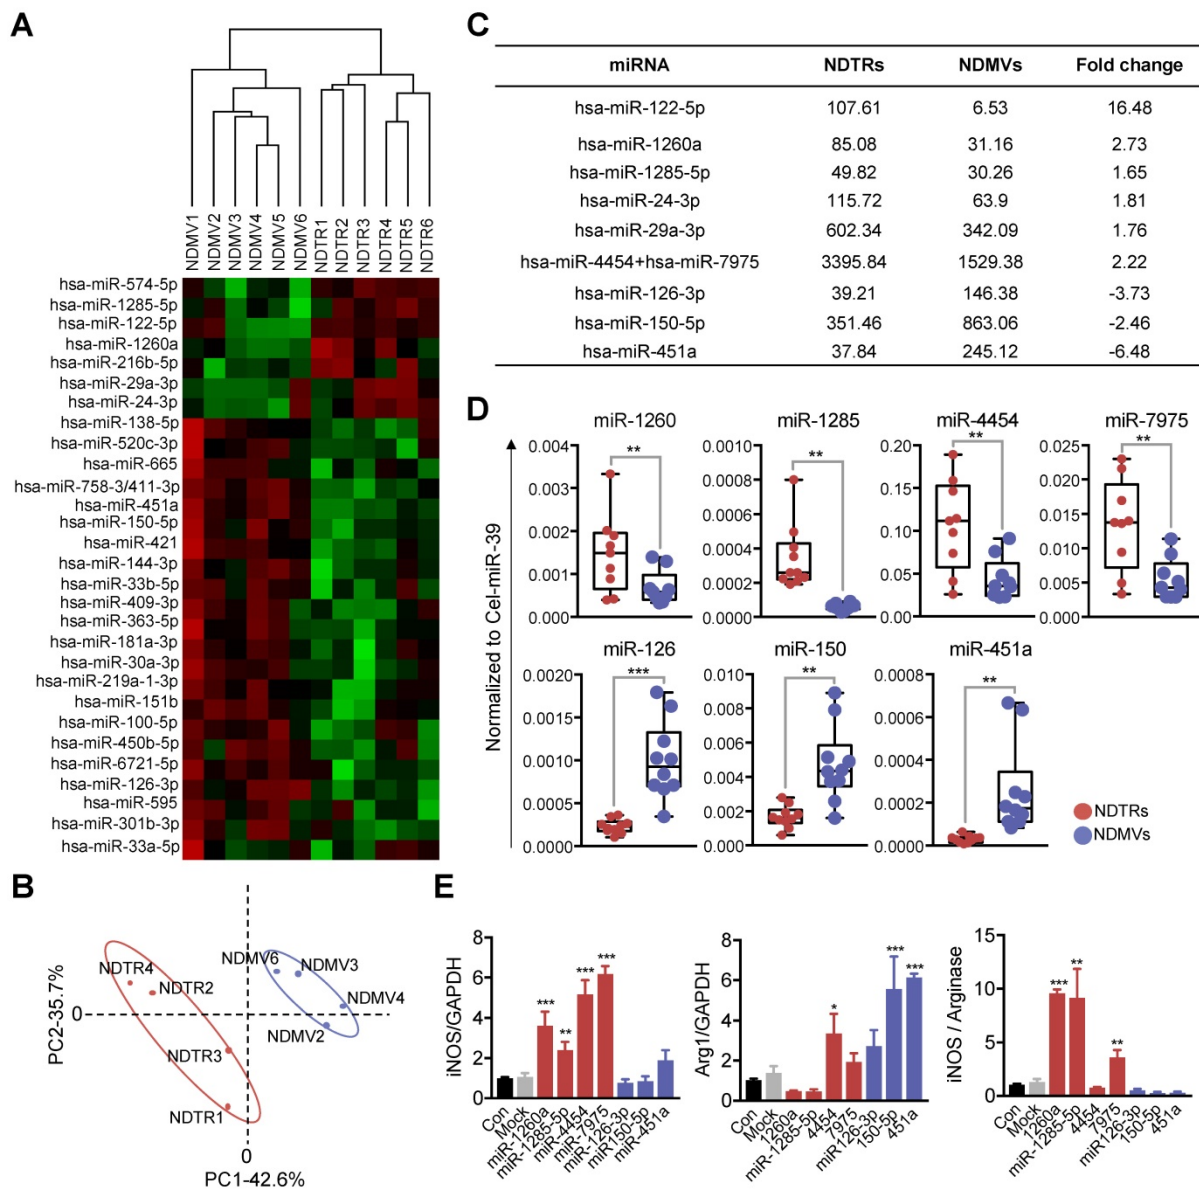 A
NDMV1
NDMV2
NDMV3
NDMV4
NDMV5
NDMV6
NDTR1
NDTR2
NDTR3
NDTR4
NDTR5
NDTR6
hsa-miR-574-5p
hsa-miR-1285-5p
hsa-miR-122-5p
hsa-miR-1260a
hsa-miR-216b-5p
hsa-miR-29a-3p
hsa-miR-24-3p
hsa-miR-138-5p
hsa-miR-520c-3p
hsa-miR-665
hsa-miR-758-3/411-3p
hsa-miR-451a
hsa-miR-150-5p
hsa-miR-421
hsa-miR-144-3p
hsa-miR-33b-5p
hsa-miR-409-3p
hsa-miR-363-5p
hsa-miR-181a-3p
hsa-miR-30a-3p
hsa-miR-219a-1-3p
hsa-miR-151b
hsa-miR-100-5p
hsa-miR-450b-5p
hsa-miR-6721-5p
hsa-miR-126-3p
hsa-miR-595
hsa-miR-301b-3p
hsa-miR-33a-5p
B
NDTR4
NDTR2
NDTR3
NDTR1
NDMV6
NDMV3
NDMV4
NDMV2
0
0
PC2-35.7%
PC1-42.6%
C
miRNA NDTRs NDMVs Fold change
hsa-miR-122-5p 107.61 6.53 16.48
hsa-miR-1260a 85.08 31.16 2.73
hsa-miR-1285-5p 49.82 30.26 1.65
hsa-miR-24-3p 115.72 63.9 1.81
hsa-miR-29a-3p 602.34 342.09 1.76
hsa-miR-4454+hsa-miR-7975 3395.84 1529.38 2.22
hsa-miR-126-3p 39.21 146.38 -3.73
hsa-miR-150-5p 351.46 863.06 -2.46
hsa-miR-451a 37.84 245.12 -6.48
D
Normalized to Cel-miR-39
miR-1260
0.004
0.003
0.002
0.001
0.000
**
miR-1285
0.0010
0.0008
0.0006
0.0004
0.0002
0.0000
**
miR-4454
0.20
0.15
0.10
0.05
0.00
**
miR-7975
0.025
0.020
0.015
0.010
0.005
0.000
**
miR-126
0.0020
0.0015
0.0010
0.0005
0.0000
***
miR-150
0.010
0.008
0.006
0.004
0.002
0.000
**
miR-451a
0.0008
0.0006
0.0004
0.0002
0.0000
**
NDTRs
NDMVs
E
iNOS/GAPDH
8
6
4
2
0
***
**
***
***
Con
Mock
miR-1260a
miR-1285-5p
miR-4454
miR-7975
miR-126-3p
miR150-5p
miR-451a
Arg1/GAPDH
8
6
4
2
0
*
***
***
Con
Mock
1260a
miR-1285-5p
4454
7975
miR126-3p
150-5p
451a
iNOS / Arginase
15
10
5
0
***
**
**
Con
Mock
1260a
miR-1285-5p
4454
7975
miR126-3p
150-5p
451a